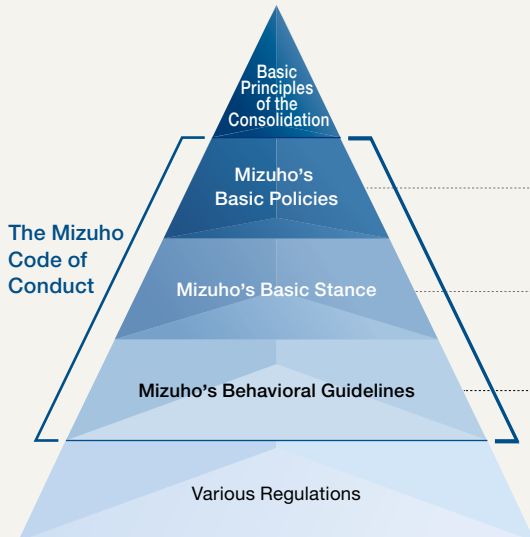 Basic
Principles
of the
Consolidation
Mizuho's
Basic Policies
The Mizuho
Code of
Conduct
Mizuho's Basic Stance
Mizuho's Behavioral Guidelines
Various Regulations